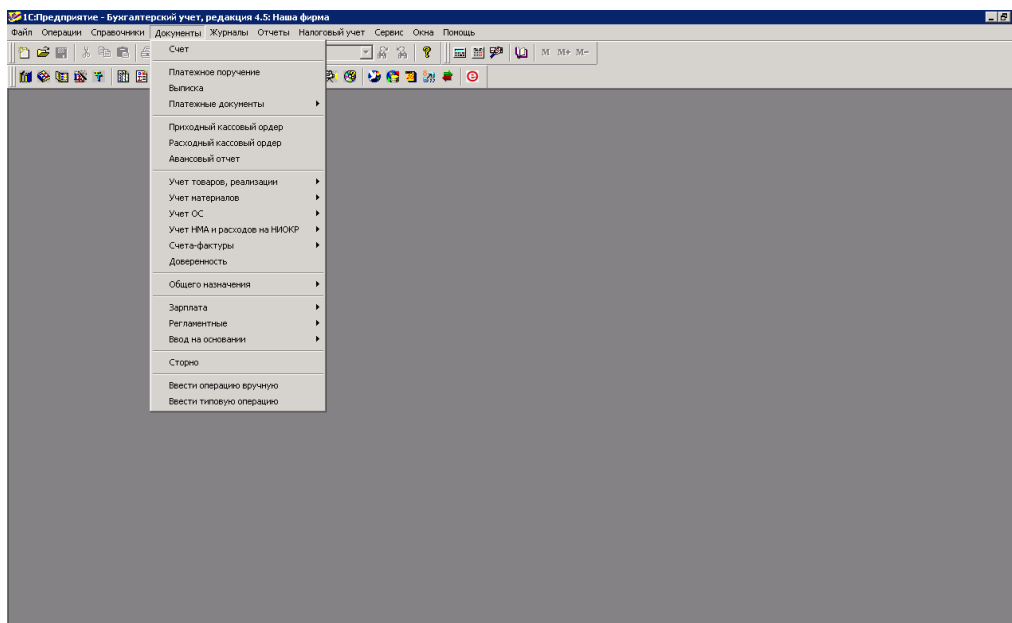 1С:Предприятие - Бухгалтерский учет, редакция 4.5: Наша фирма
Файл Операции Справочники Документы Журналы Отчеты Налоговый учет Сервис Окна Помощь
M M+ M-
Счет
Платежное поручение
Выписка
Платежные документы
Приходный кассовый ордер
Расходный кассовый ордер
Авансовый отчет
Учет товаров, реализации
Учет материалов
Учет ОС
Учет НМА и расходов на НИОКР
Счета-фактуры
Доверенность
Общего назначения
Зарплата
Регламентные
Ввод на основании
Сторно
Ввести операцию вручную
Ввести типовую операцию